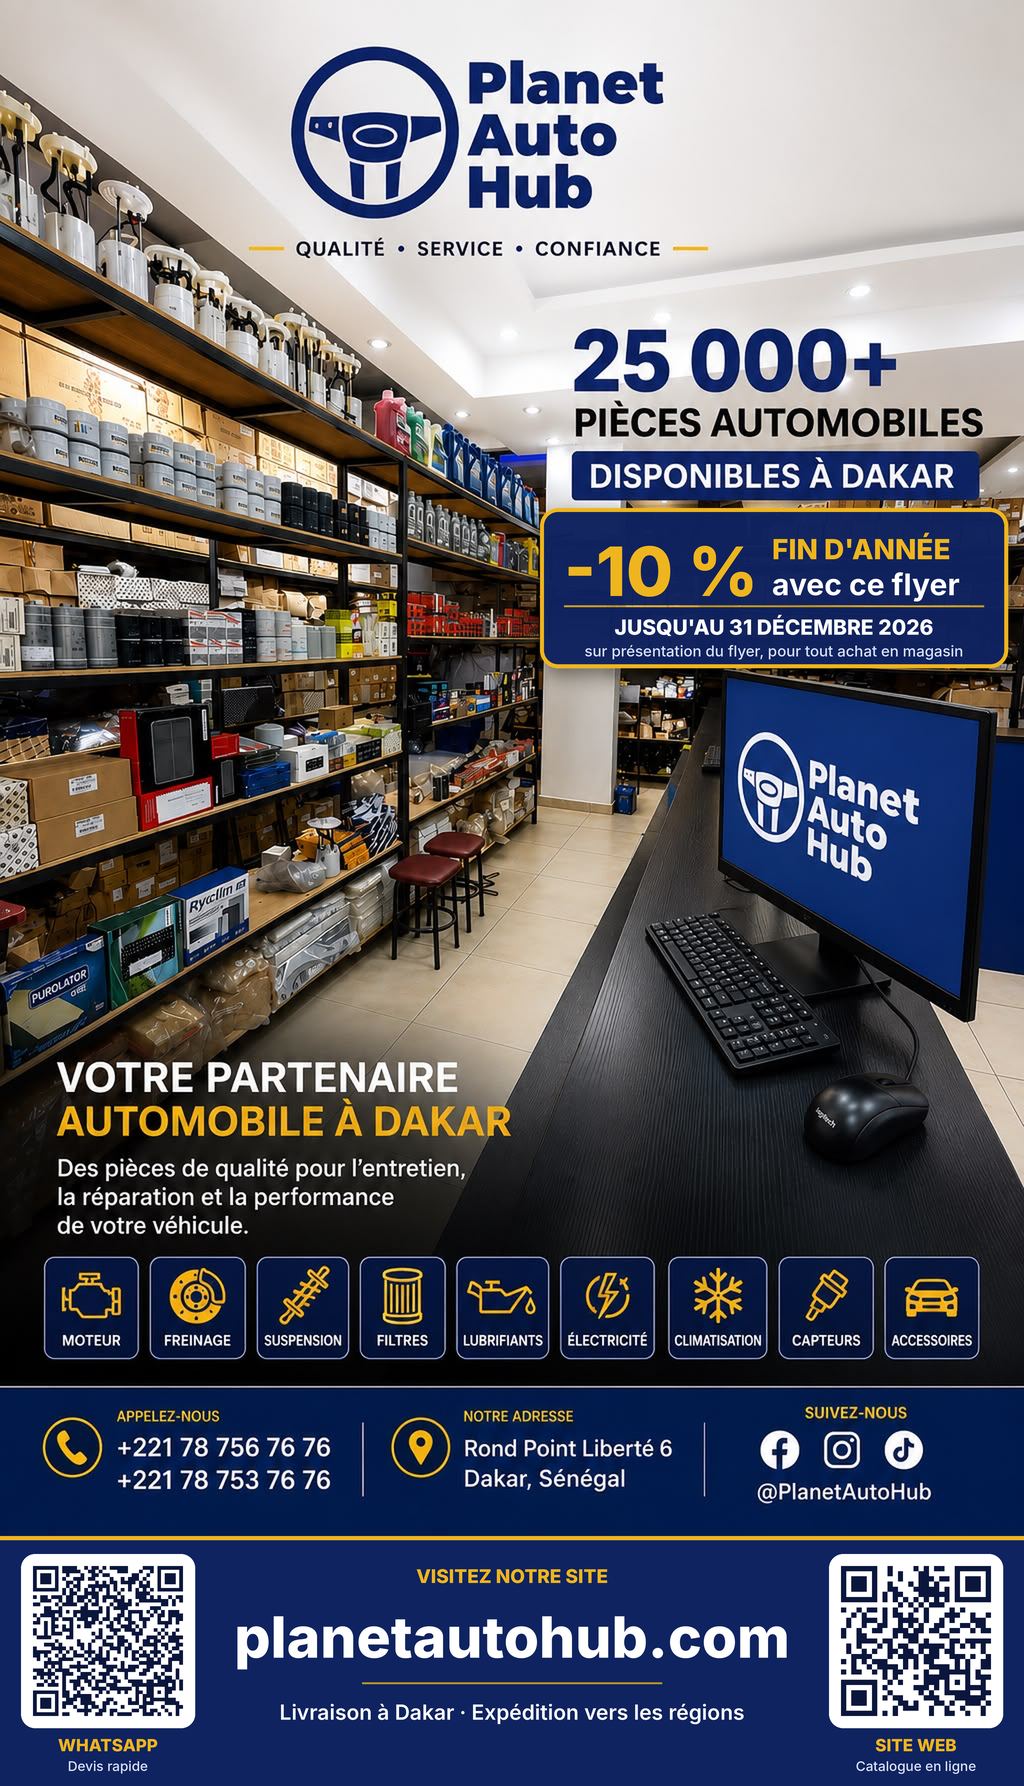 Planet
Auto
Hub
QUALITÉ • SERVICE • CONFIANCE
25 000+
PIÈCES AUTOMOBILES
DISPONIBLES À DAKAR
-10 %
FIN D'ANNÉE
avec ce flyer
JUSQU'AU 31 DÉCEMBRE 2026
sur présentation du flyer, pour tout achat en magasin
Planet
Auto
Hub
PUROLATOR
logitech
VOTRE PARTENAIRE
AUTOMOBILE À DAKAR
Des pièces de qualité pour l'entretien,
la réparation et la performance
de votre véhicule.
MOTEUR
FREINAGE
SUSPENSION
FILTRES
LUBRIFIANTS
ÉLECTRICITÉ
CLIMATISATION
CAPTEURS
ACCESSOIRES
APPELEZ-NOUS
+221 78 756 76 76
+221 78 753 76 76
NOTRE ADRESSE
Rond Point Liberté 6
Dakar, Sénégal
SUIVEZ-NOUS
@PlanetAutoHub
VISITEZ NOTRE SITE
planetautohub.com
Livraison à Dakar · Expédition vers les régions
WHATSAPP
Devis rapide
SITE WEB
Catalogue en ligne